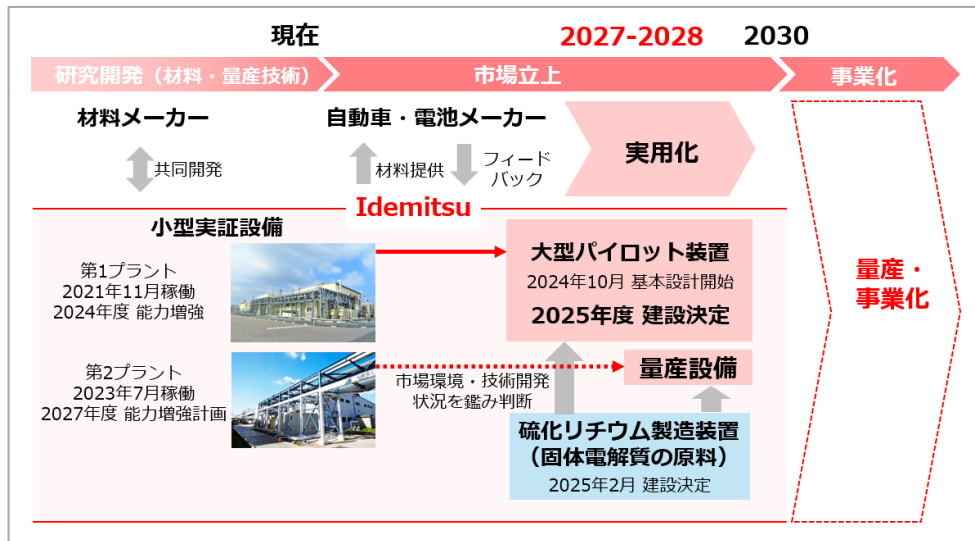 現在
2027-2028
2030
研究開発（材料・量産技術）
市場立上
事業化
材料メーカー
共同開発
自動車・電池メーカー
材料提供
フィード
バック
実用化
Idemitsu
小型実証設備
第1プラント
2021年11月稼働
2024年度 能力増強
大型パイロット装置
2024年10月 基本設計開始
2025年度 建設決定
第2プラント
2023年7月稼働
2027年度 能力増強計画
市場環境・技術開発
状況を鑑み判断
量産設備
硫化リチウム製造装置
（固体電解質の原料）
2025年2月 建設決定
量産・
事業化